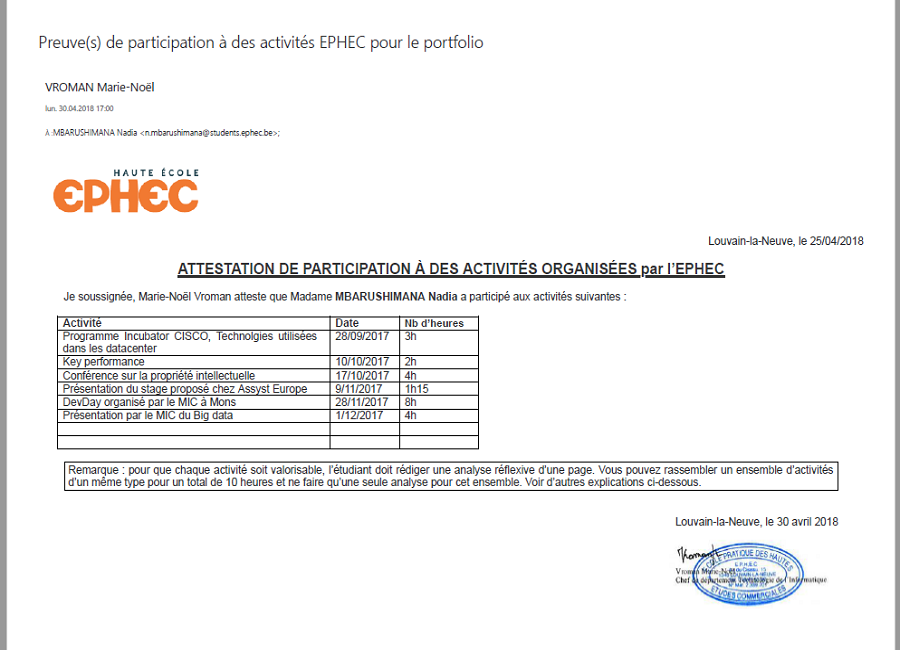 Preuve(s) de participation à des activités EPHEC pour le portfolio
VROMAN Marie-Noël
lun. 30.04.2018 17:00
À :MBARUSHIMANA Nadia <n.mbarushimana@students.ephec.be>;
HAUTE ÉCOLE
EPHEC
Louvain-la-Neuve, le 25/04/2018
ATTESTATION DE PARTICIPATION À DES ACTIVITÉS ORGANISÉES par l'EPHEC
Je soussignée, Marie-Noël Vroman atteste que Madame MBARUSHIMANA Nadia a participé aux activités suivantes :
Activité Date Nb d'heures
Programme Incubator CISCO, Technolgies utilisées 28/09/2017 3h
dans les datacenter
Key performance 10/10/2017 2h
Conférence sur la propriété intellectuelle 17/10/2017 4h
Présentation du stage proposé chez Assyst Europe 9/11/2017 1h15
DevDay organisé par le MIC à Mons 28/11/2017 8h
Présentation par le MIC du Big data 1/12/2017 4h
Remarque : pour que chaque activité soit valorisable, l'étudiant doit rédiger une analyse réflexive d'une page. Vous pouvez rassembler un ensemble d'activités
d'un même type pour un total de 10 heures et ne faire qu'une seule analyse pour cet ensemble. Voir d'autres explications ci-dessous.
Louvain-la-Neuve, le 30 avril 2018
PRATIQUE DES HAUTES
E.P.H.E.C
Vroman Marie-Noël
Chef de département Technologie de l'Informatique
ETUDES COMMERCIALES